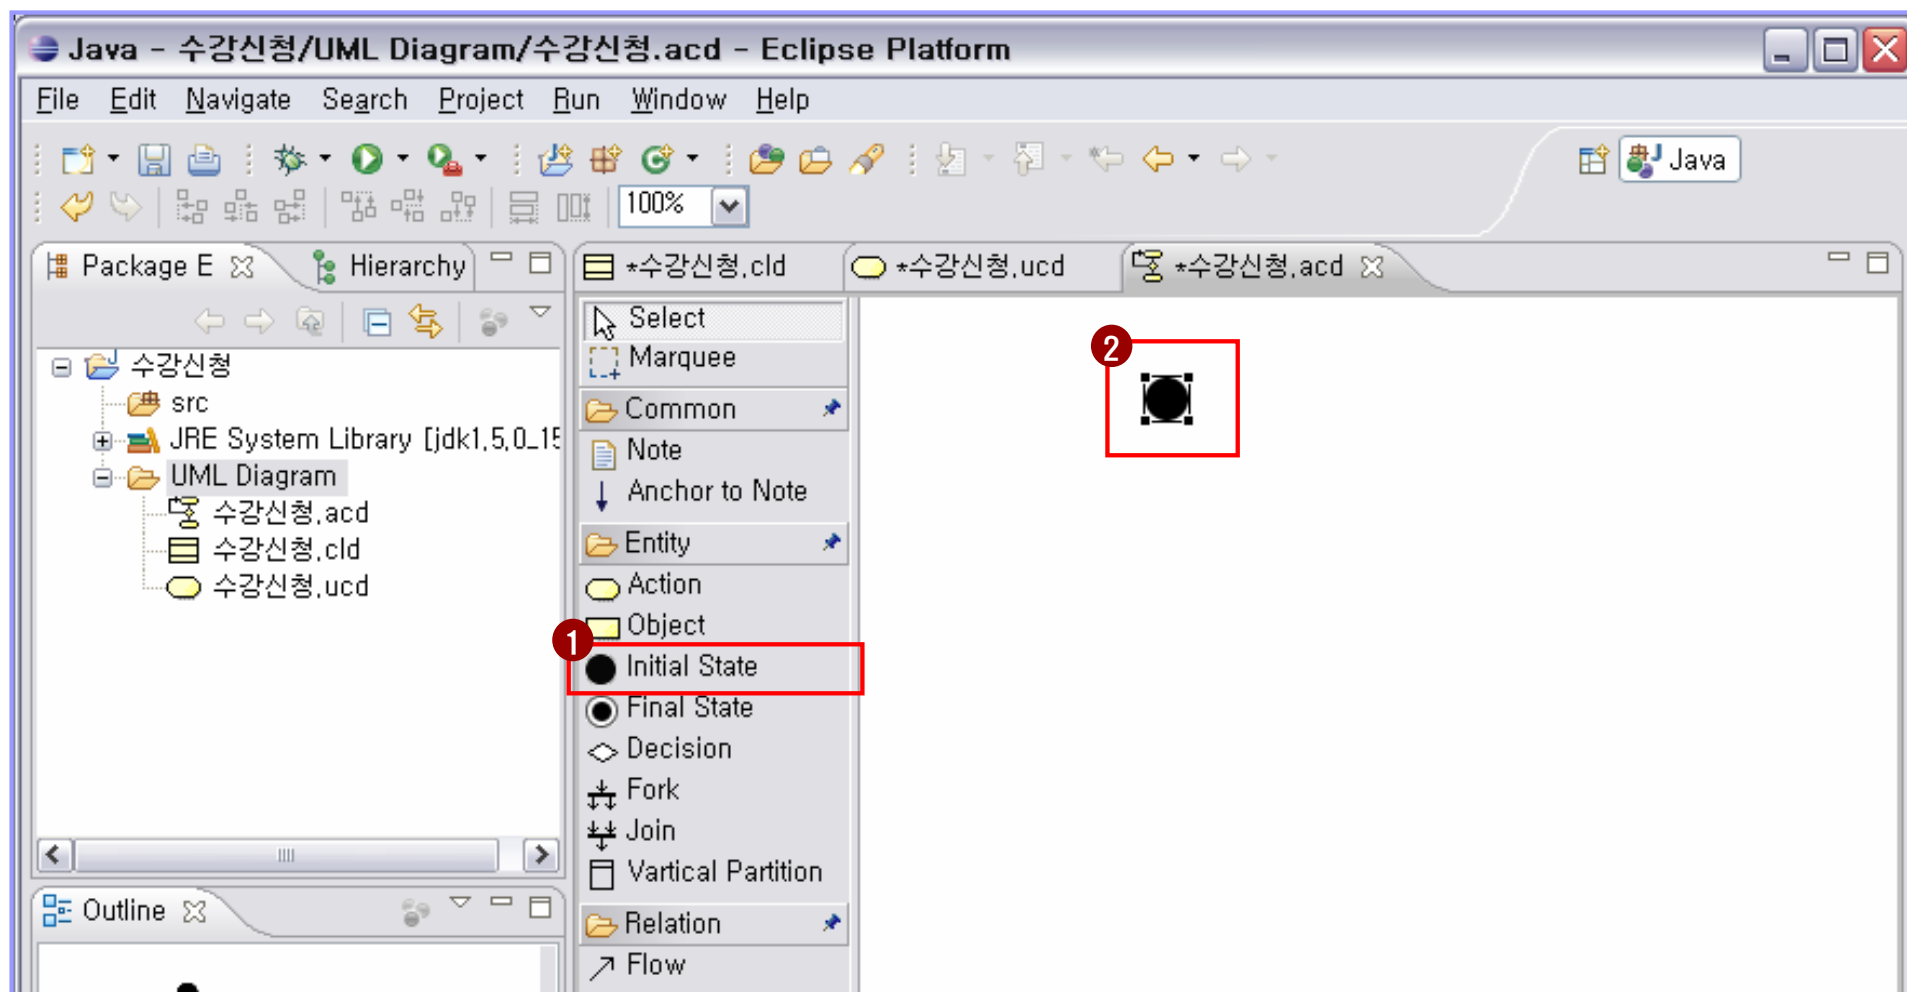 Java - 수강신청/UML Diagram/수강신청.acd - Eclipse Platform
File Edit Navigate Search Project Run Window Help
Java
100%
Package E Hierarchy
*수강신청.cld *수강신청.ucd *수강신청.acd
수강신청
src
JRE System Library [jdk1.5.0_15
UML Diagram
수강신청.acd
수강신청.cld
수강신청.ucd
Outline
Select
Marquee
Common
Note
Anchor to Note
Entity
Action
Object
1
Initial State
Final State
Decision
Fork
Join
Vartical Partition
Relation
Flow
2